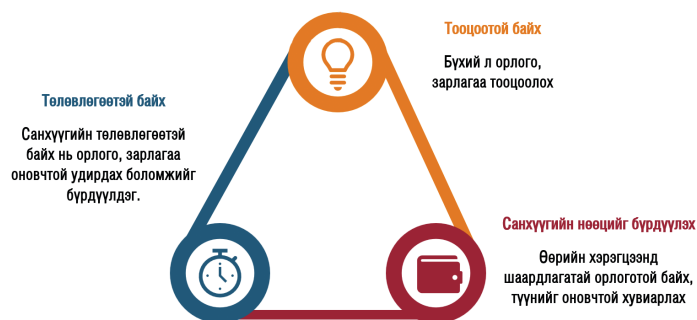 Тооцоотой байх
Бүхий л орлого,
зарлагаа тооцоолох
Төлөвлөгөөтэй байх
Санхүүгийн төлөвлөгөөтэй
байх нь орлого, зарлагаа
оновчтой удирдах боломжийг
бүрдүүлдэг.
Санхүүгийн нөөцийг бүрдүүлэх
Өөрийн хэрэгцээнд
шаардлагатай орлоготой байх,
түүнийг оновчтой хувиарлах